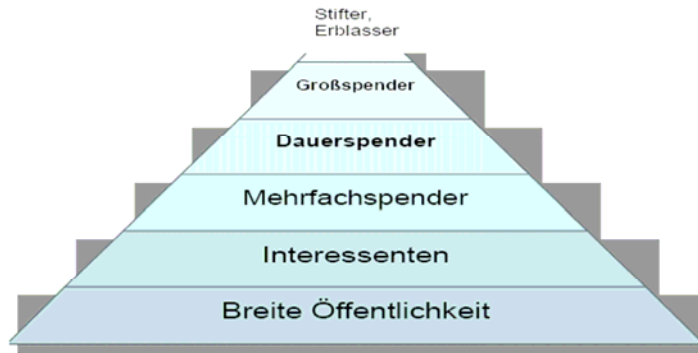 Stifter,
Erblasser
Großspender
Dauerspender
Mehrfachspender
Interessenten
Breite Öffentlichkeit